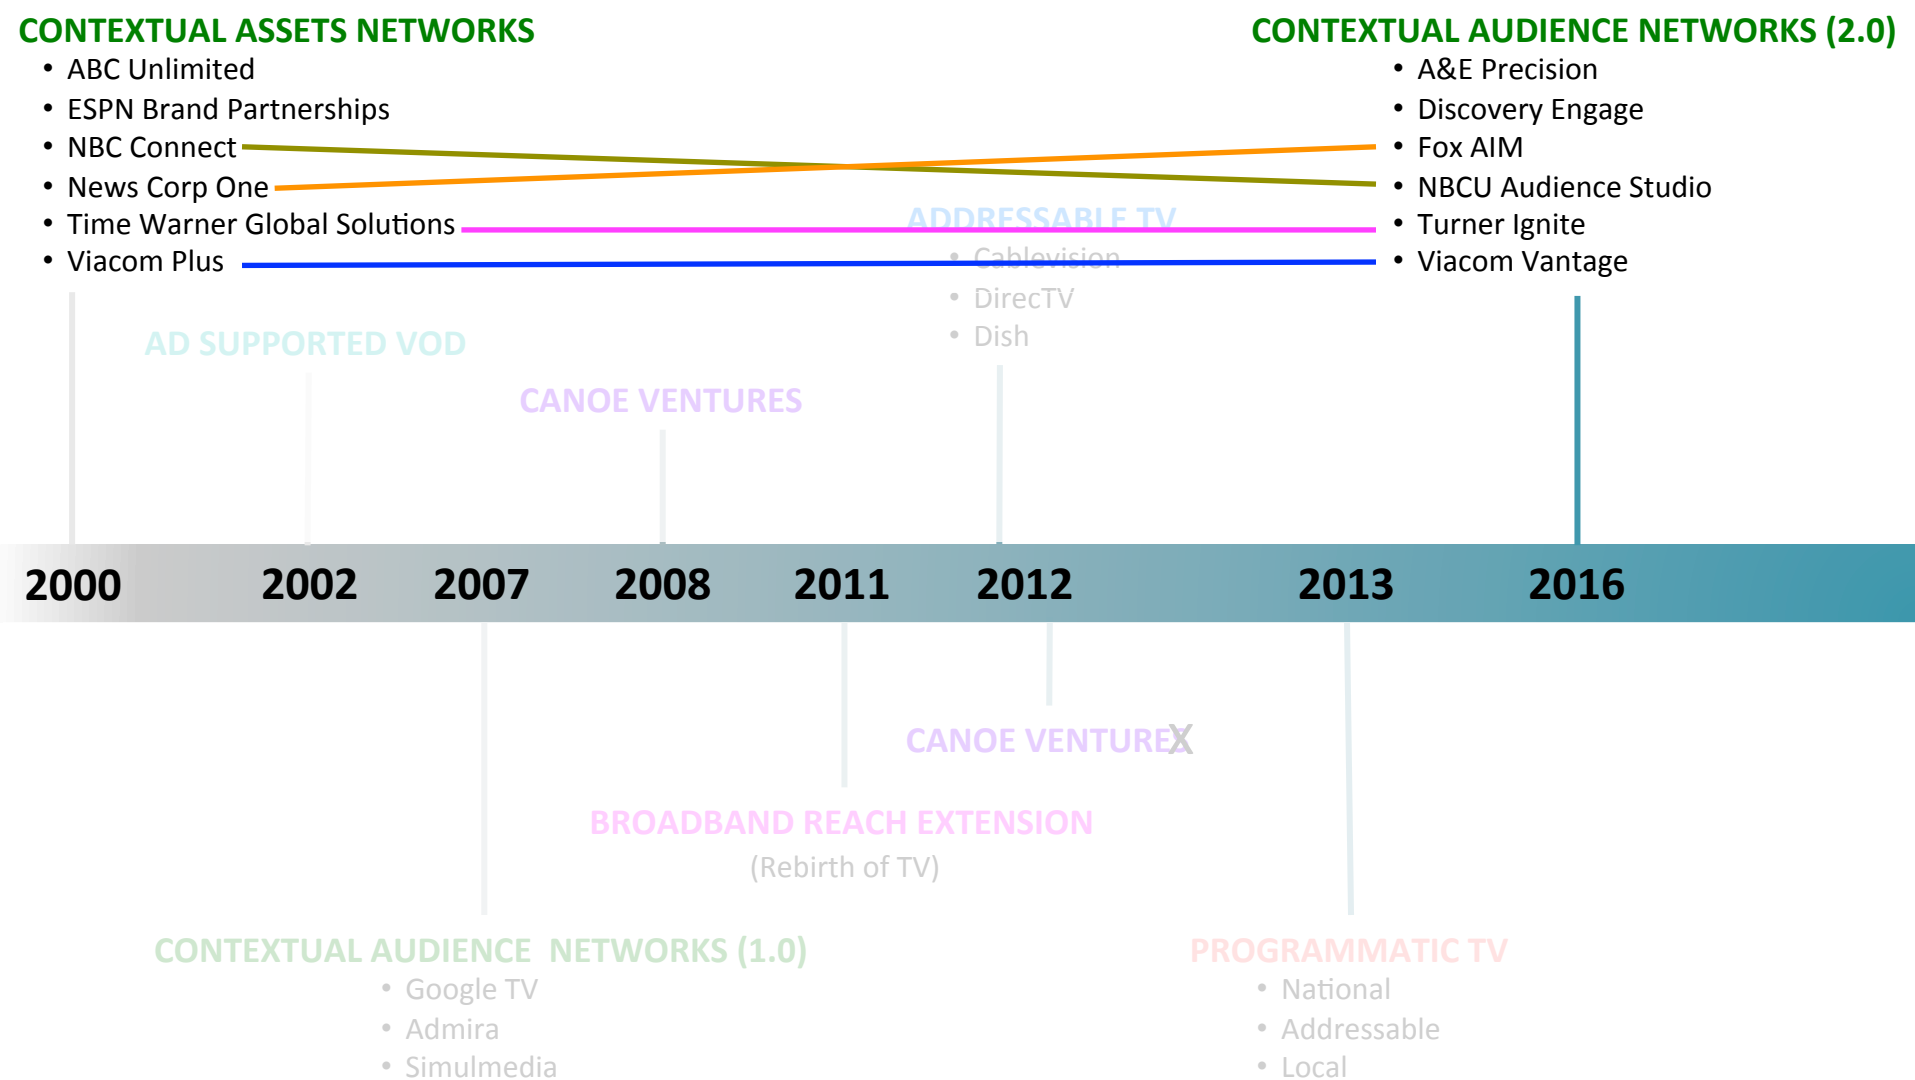 CONTEXTUAL ASSETS NETWORKS
• ABC Unlimited
• ESPN Brand Partnerships
• NBC Connect
• News Corp One
• Time Warner Global Solutions
• Viacom Plus
CONTEXTUAL AUDIENCE NETWORKS (2.0)
• A&E Precision
• Discovery Engage
• Fox AIM
• NBCU Audience Studio
• Turner Ignite
• Viacom Vantage
ADDRESSABLE TV
• Cablevision
• DirecTV
• Dish
AD SUPPORTED VOD
CANOE VENTURES
2000 2002 2007 2008 2011 2012 2013 2016
CANOE VENTURES X
BROADBAND REACH EXTENSION
(Rebirth of TV)
CONTEXTUAL AUDIENCE NETWORKS (1.0)
• Google TV
• Admira
• Simulmedia
PROGRAMMATIC TV
• National
• Addressable
• Local